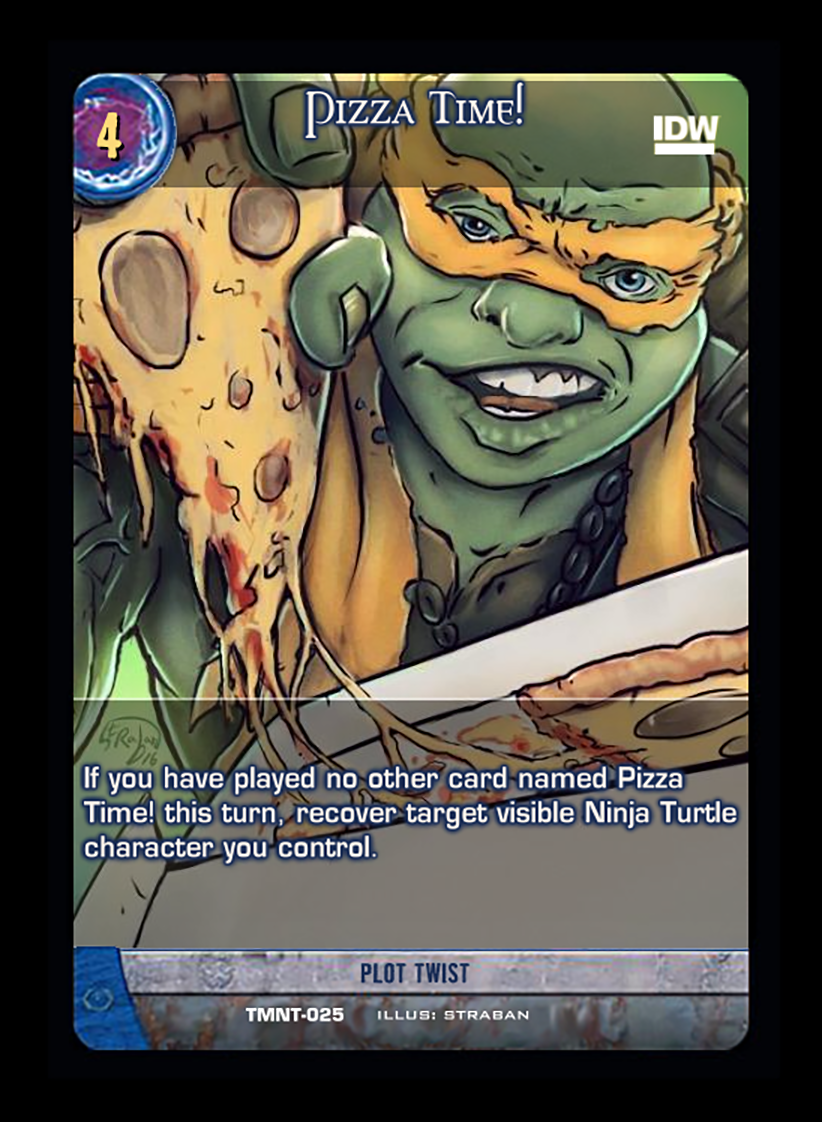 4
Pizza Time!
IDW
If you have played no other card named Pizza
Time! this turn, recover target visible Ninja Turtle
character you control.
PLOT TWIST
TMNT-025 ILLUS: STRABAN